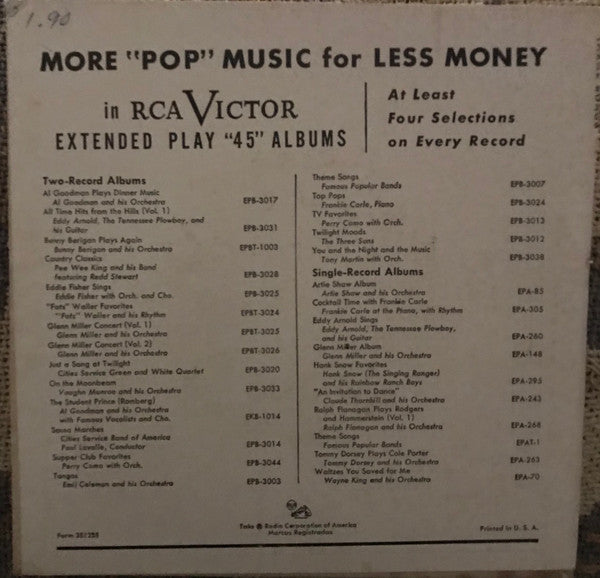 1.90
MORE "POP" MUSIC for LESS MONEY
in RCA VICTOR
EXTENDED PLAY "45" ALBUMS
At Least
Four Selections
on Every Record
Two-Record Albums
Al Goodman Plays Dinner Music
Al Goodman and his Orchestra EPB-3017
All Time Hits from the Hills (Vol. 1)
Eddy Arnold, The Tennessee Plowboy, and
his Guitar EPB-3031
Bunny Berigan Plays Again
Bunny Berigan and his Orchestra EPBT-1003
Country Classics
Pee Wee King and his Band
featuring Redd Stewart EPB-3028
Eddie Fisher Sings
Eddie Fisher with Orch. and Cho. EPB-3025
"Fats" Waller Favorites
"Fats" Waller and his Rhythm EPBT-3024
Glenn Miller Concert (Vol. 1)
Glenn Miller and his Orchestra EPBT-3025
Glenn Miller Concert (Vol. 2)
Glenn Miller and his Orchestra EPBT-3026
Just a Song at Twilight
Cities Service Green and White Quartet EPB-3020
On the Moonbeam
Vaughn Monroe and his Orchestra EPB-3033
The Student Prince (Romberg)
Al Goodman and his Orchestra with
Famous Vocalists and Cho. EKB-1014
Sousa Marches
Cities Service Band of America
Paul Lavalle, Conductor EPB-3014
Supper Club Favorites
Perry Como with Orch. EPB-3044
Tangos
Emil Coleman and his Orchestra EPB-3003
Theme Songs
Famous Popular Bands EPB-3007
Top Pops
Frankie Carle, Piano EPB-3024
TV Favorites
Perry Como with Orch. EPB-3013
Twilight Moods
The Three Suns EPB-3012
You and the Night and the Music
Tony Martin with Orch. EPB-3038
Single-Record Albums
Artie Shaw Album
Artie Shaw and his Orchestra EPA-85
Cocktail Time with Frankie Carle
Frankie Carle at the Piano, with Rhythm EPA-305
Eddy Arnold Sings
Eddy Arnold, The Tennessee Plowboy,
and his Guitar EPA-260
Glenn Miller Album
Glenn Miller and his Orchestra EPA-148
Hank Snow Favorites
Hank Snow (The Singing Ranger)
and his Rainbow Ranch Boys EPA-295
"An Invitation to Dance"
Claude Thornhill and his Orchestra EPA-243
Ralph Flanagan Plays Rodgers
and Hammerstein (Vol. 1)
Ralph Flanagan and his Orchestra EPA-268
Theme Songs
Famous Popular Bands EPAT-1
Tommy Dorsey Plays Cole Porter
Tommy Dorsey and his Orchestra EPA-263
Waltzes You Saved for Me
Wayne King and his Orchestra EPA-70
Form 3S1255
Tmks ® Radio Corporation of America
Marcas Registradas
Printed in U. S. A.